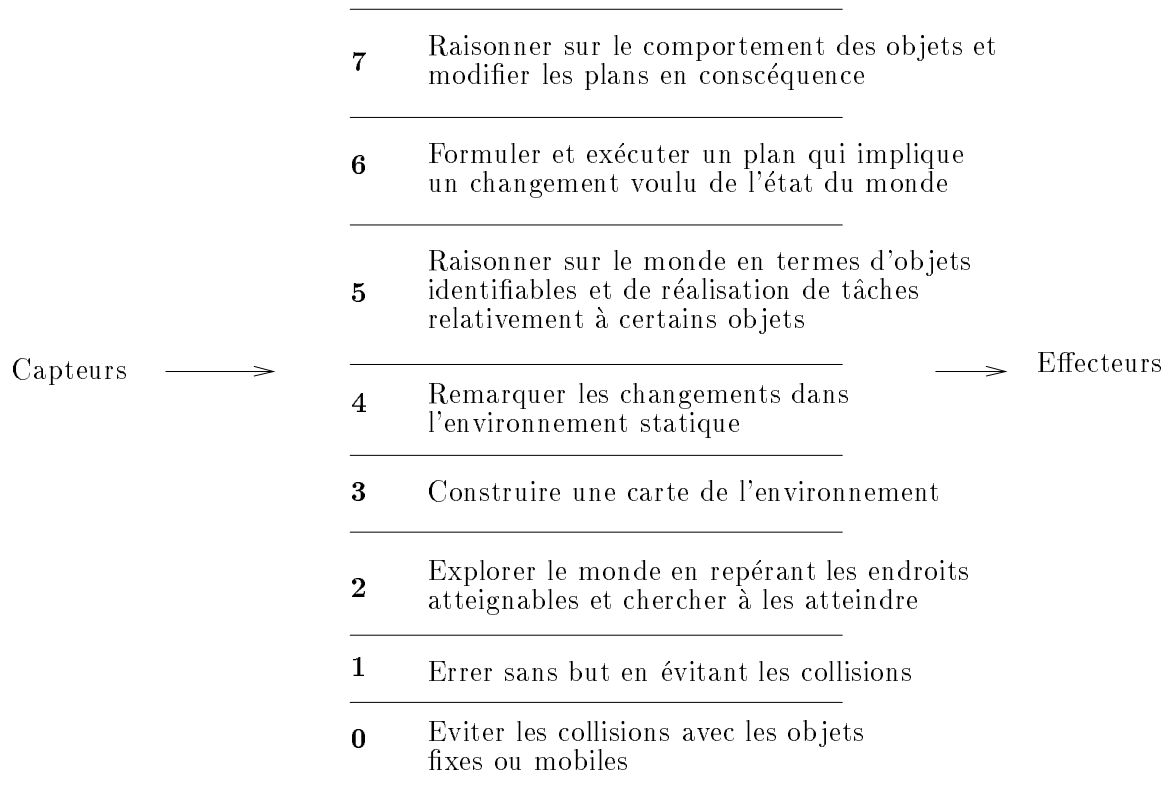 7 Raisonner sur le comportement des objets et
modifier les plans en conscéquence
6 Formuler et exécuter un plan qui implique
un changement voulu de l'état du monde
Raisonner sur le monde en termes d'objets
5 identifiables et de réalisation de tâches
relativement à certains objets
Capteurs
Effecteurs
4 Remarquer les changements dans
l'environnement statique
3 Construire une carte de l'environnement
2 Explorer le monde en repérant les endroits
atteignables et chercher à les atteindre
1 Errer sans but en évitant les collisions
0 Eviter les collisions avec les objets
fixes ou mobiles